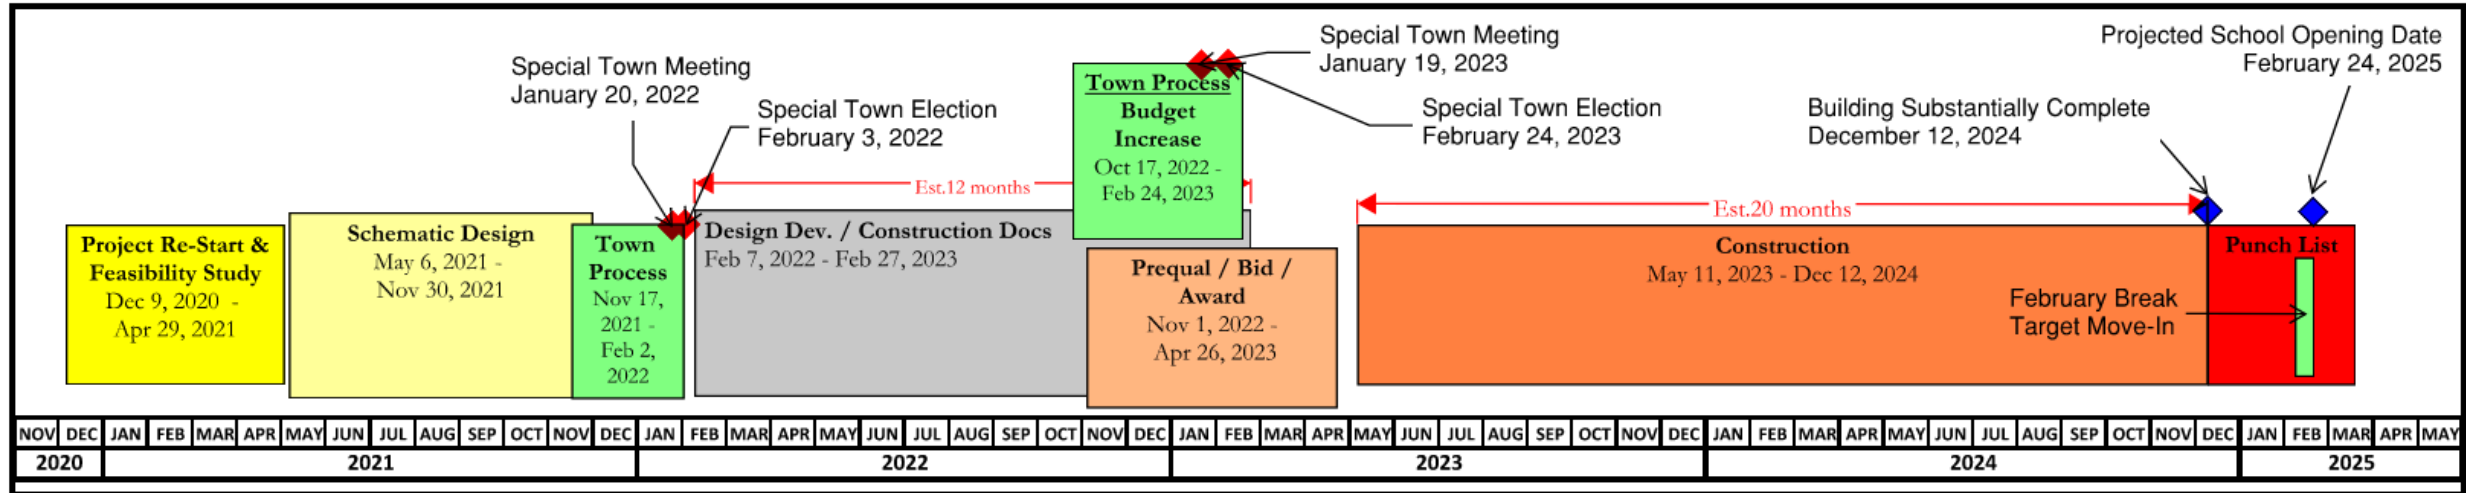 Special Town Meeting
January 20, 2022
Special Town Election
February 3, 2022
Special Town Meeting
January 19, 2023
Special Town Election
February 24, 2023
Projected School Opening Date
February 24, 2025
Building Substantially Complete
December 12, 2024
Town Process
Budget
Increase
Oct 17, 2022 -
Feb 24, 2023
Est.12 months
Est.20 months
Project Re-Start &
Feasibility Study
Dec 9, 2020 -
Apr 29, 2021
Schematic Design
May 6, 2021 -
Nov 30, 2021
Town
Process
Nov 17,
2021 -
Feb 2,
2022
Design Dev. / Construction Docs
Feb 7, 2022 - Feb 27, 2023
Prequal / Bid /
Award
Nov 1, 2022 -
Apr 26, 2023
Construction
May 11, 2023 - Dec 12, 2024
Punch List
February Break
Target Move-In
NOV DEC JAN FEB MAR APR MAY JUN JUL AUG SEP OCT NOV DEC JAN FEB MAR APR MAY JUN JUL AUG SEP OCT NOV DEC JAN FEB MAR APR MAY JUN JUL AUG SEP OCT NOV DEC JAN FEB MAR APR MAY JUN JUL AUG SEP OCT NOV DEC JAN FEB MAR APR MAY
2020 2021 2022 2023 2024 2025